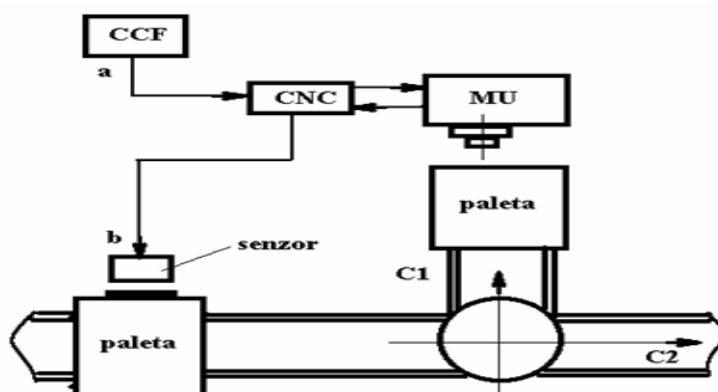 CCF
a
CNC
MU
paleta
b
senzor
C1
paleta
C2